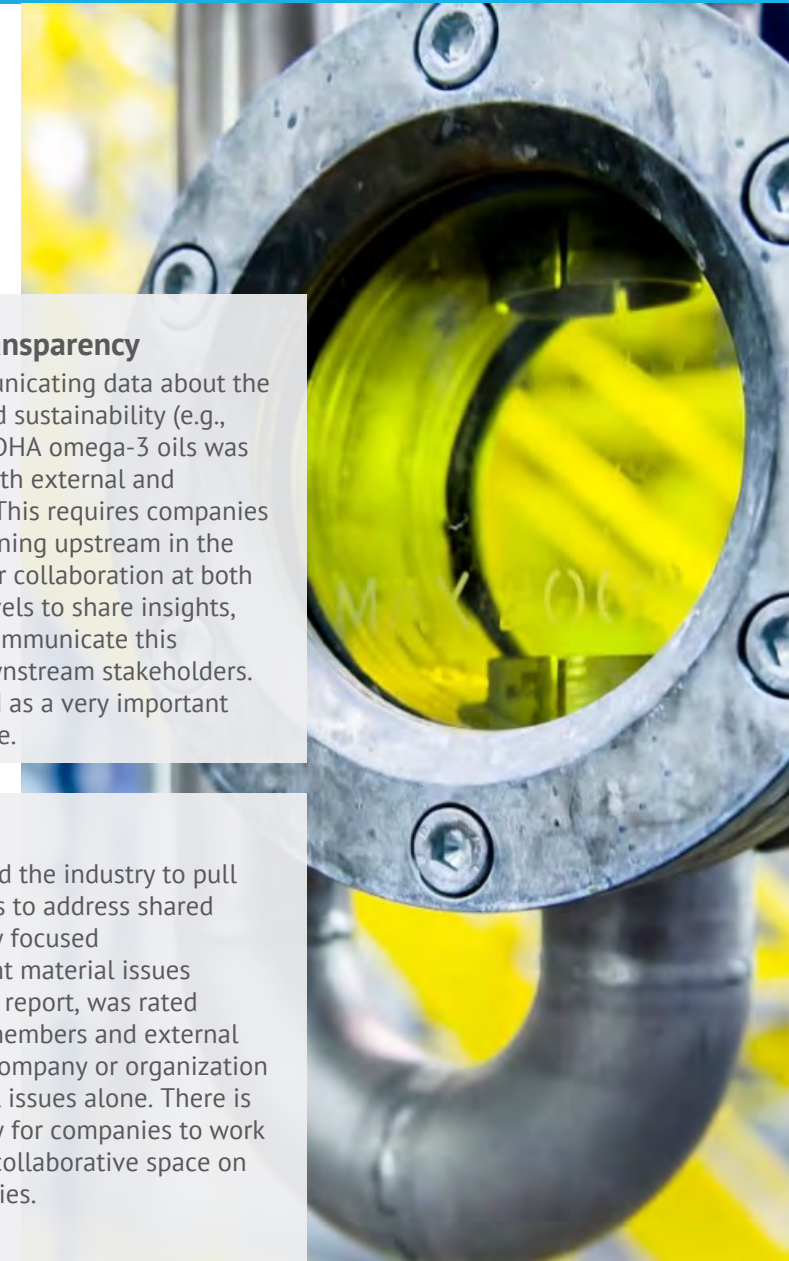 nsparency
unicating data about the
d sustainability (e.g.,
DHA omega-3 oils was
th external and
This requires companies
ning upstream in the
r collaboration at both
vels to share insights,
ommunicate this
wnstream stakeholders.
d as a very important
e.
MAX 200
d the industry to pull
s to address shared
y focused
nt material issues
report, was rated
members and external
company or organization
l issues alone. There is
y for companies to work
collaborative space on
ies.